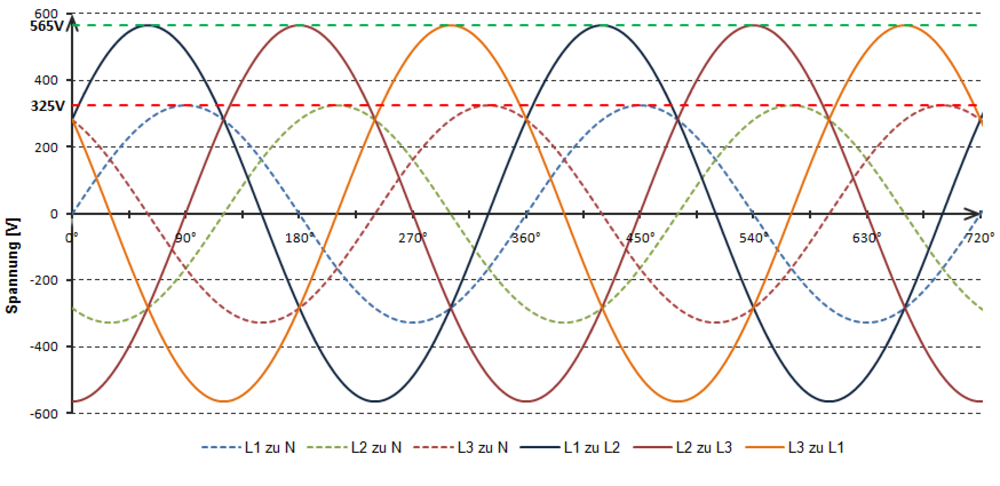 600
565V
400
325V
200
0
-200
-400
-600
Spannung [V]
0° 90° 180° 270° 360° 450° 540° 630° 720°
L1 zu N L2 zu N L3 zu N L1 zu L2 L2 zu L3 L3 zu L1